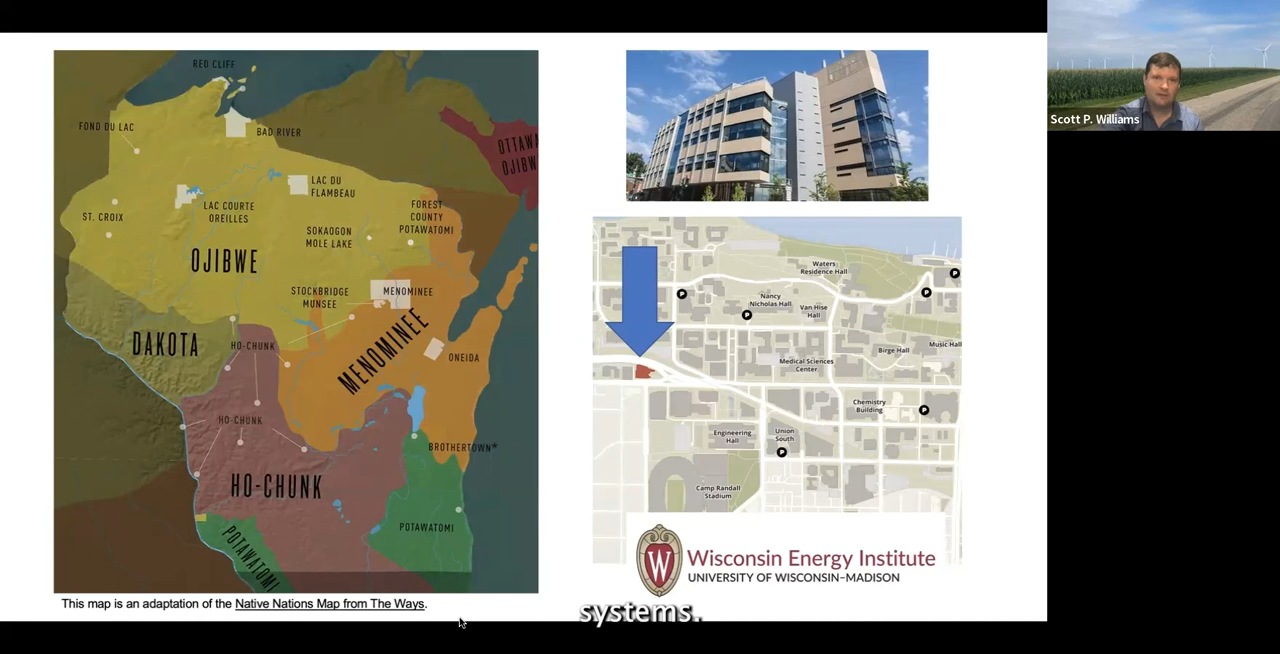 RED CLIFF
FOND DU LAC
BAD RIVER
OTTAWA
OJIBW
LAC DU
FLAMBEAU
ST. CROIX
LAC COURTE
OREILLES
FOREST
COUNTY
POTAWATOMI
SOKAOGON
MOLE LAKE
OJIBWE
STOCKBRIDGE
MUNSEE
MENOMINEE
DAKOTA
HO-CHUNK
MENOMINEE
ONEIDA
HO-CHUNK
BROTHERTOWN*
HO-CHUNK
POTAWATOMI
POTAWATOMI
This map is an adaptation of the Native Nations Map from The Ways.
Waters
Residence Hall
P
P
P
Nancy
Nicholas Hall
P
Van Hise
Hall
Music Hall
Birge Hall
Medical Sciences
Center
Chemistry
Building
P
Engineering
Hall
Union
South
P
Camp Randall
Stadium
W
Wisconsin Energy Institute
UNIVERSITY OF WISCONSIN–MADISON
systems.
Scott P. Williams